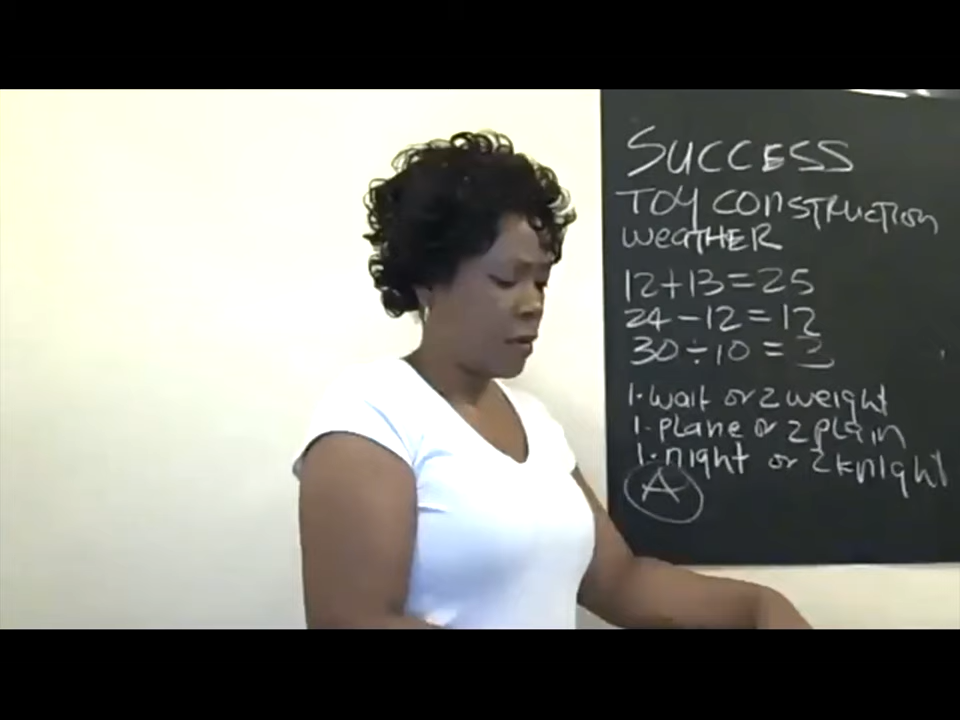 SUCCESS
TOY CONSTRUCTION
WEATHER
12+13=25
24-12=12
30÷10=3
1. wait or 2 weight
1. plane or 2 plain
1. night or 2 knight
A